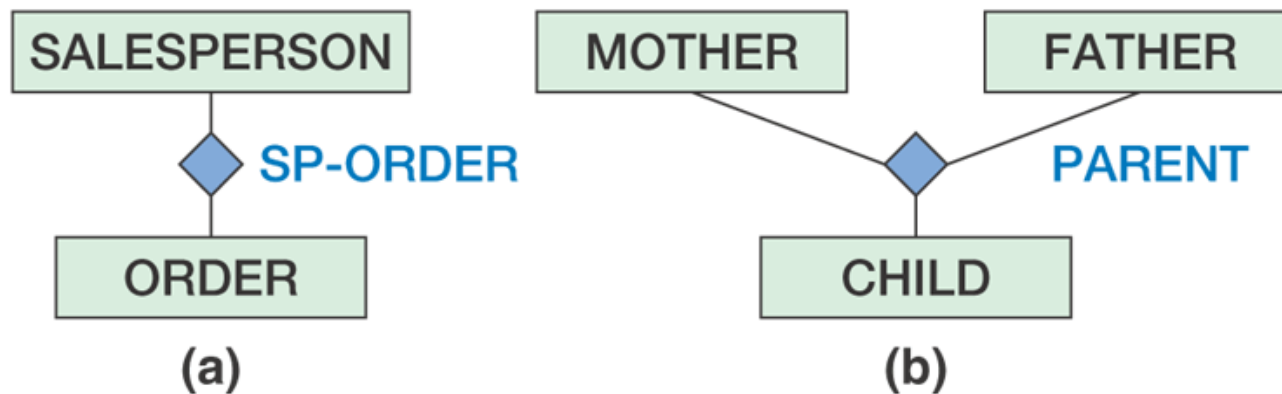 SALESPERSON
SP-ORDER
ORDER
(a)
MOTHER
FATHER
PARENT
CHILD
(b)